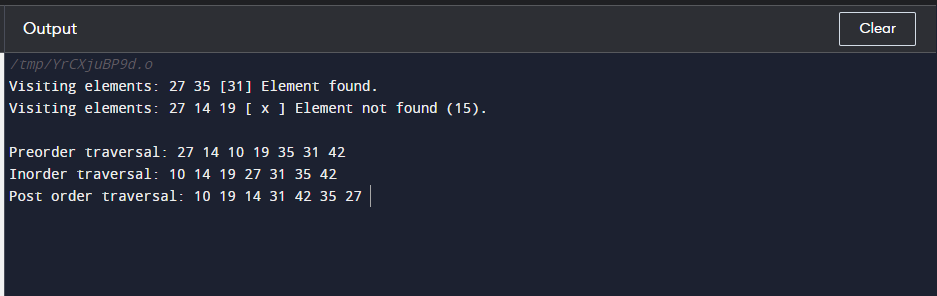 Output
Clear
/tmp/YrCXjuBP9d.o
Visiting elements: 27 35 [31] Element found.
Visiting elements: 27 14 19 [ x ] Element not found (15).
Preorder traversal: 27 14 10 19 35 31 42
Inorder traversal: 10 14 19 27 31 35 42
Post order traversal: 10 19 14 31 42 35 27